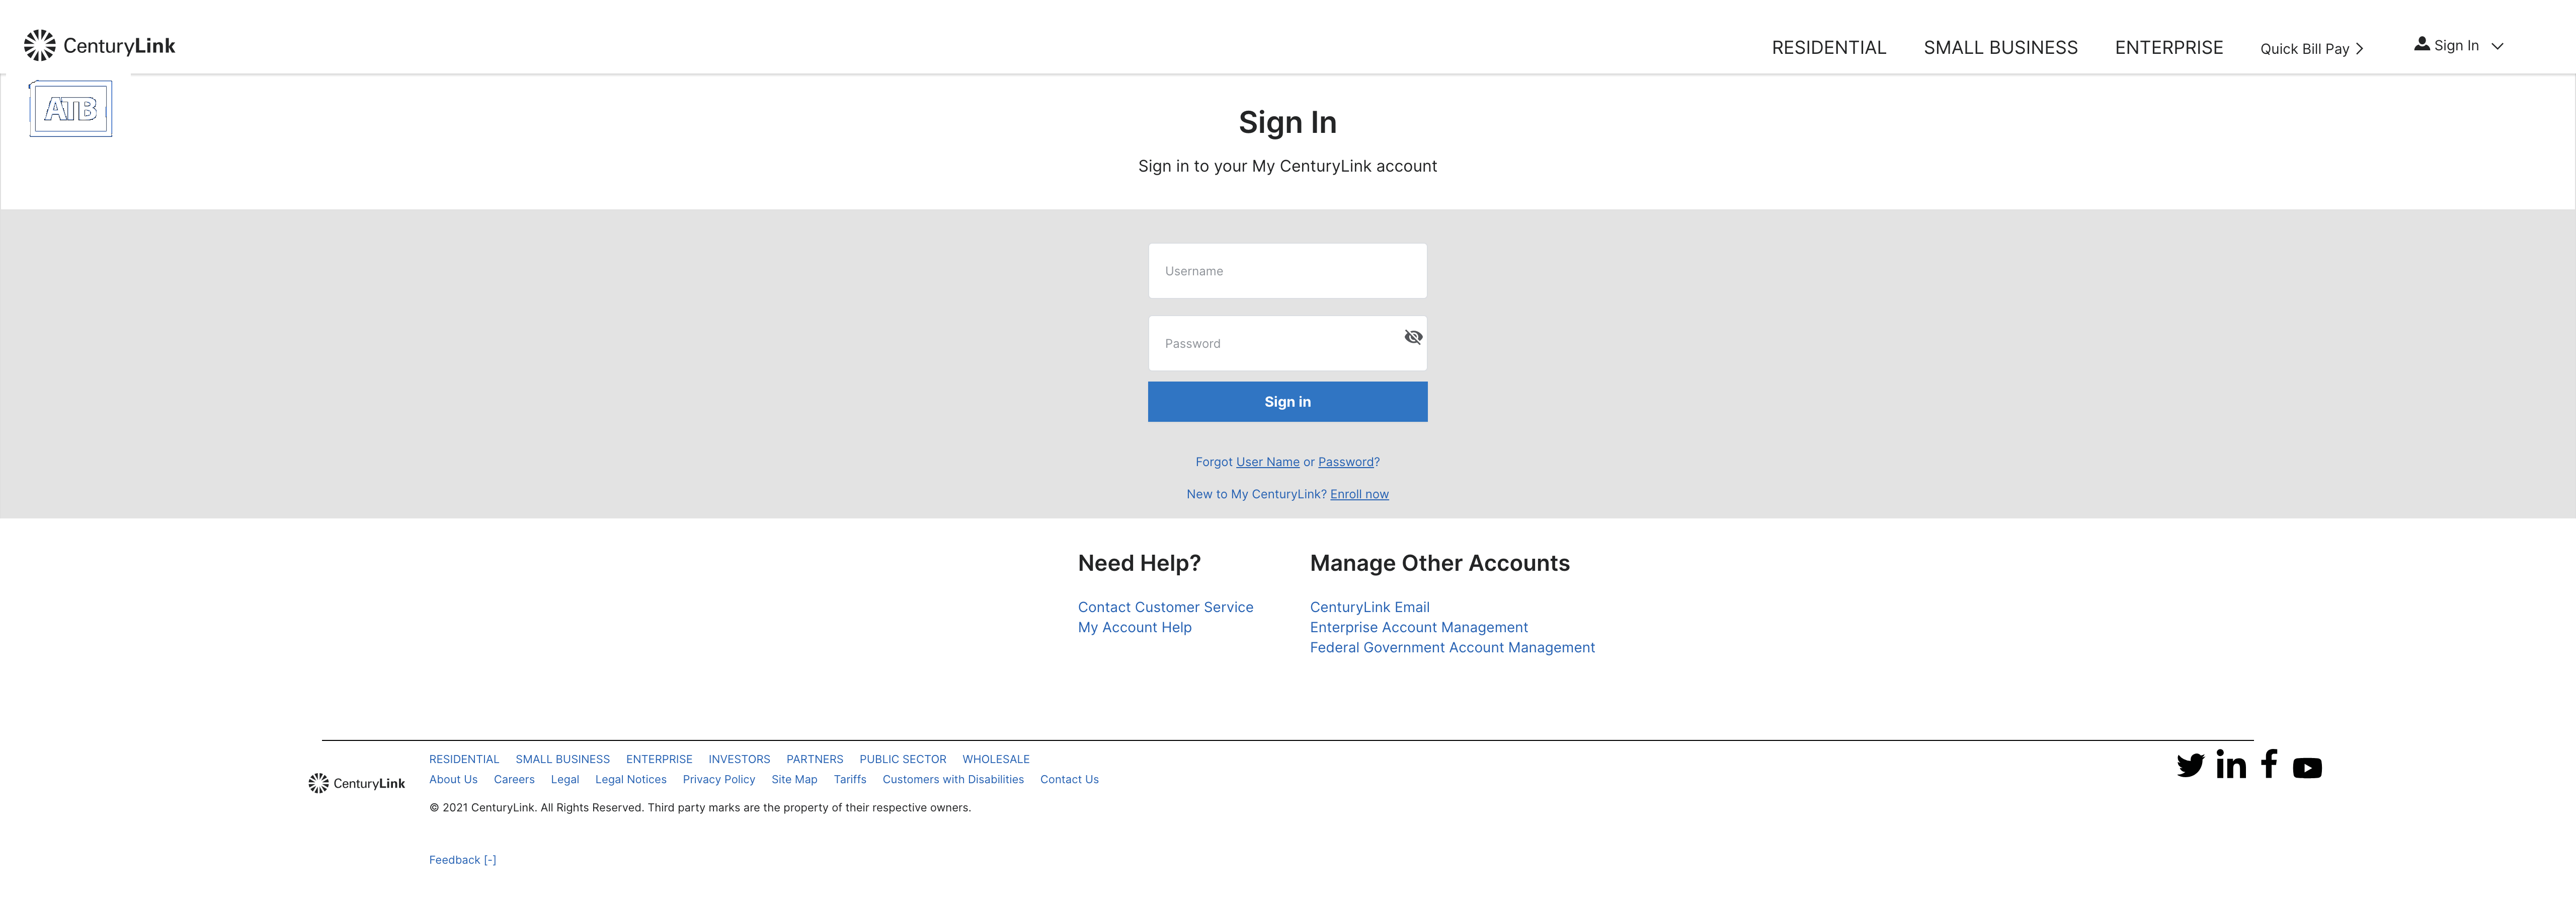 CenturyLink
RESIDENTIAL SMALL BUSINESS ENTERPRISE Quick Bill Pay Sign In
ATB
Sign In
Sign in to your My CenturyLink account
Username
Password
Sign in
Forgot User Name or Password?
New to My CenturyLink? Enroll now
Need Help?
Contact Customer Service
My Account Help
Manage Other Accounts
CenturyLink Email
Enterprise Account Management
Federal Government Account Management
CenturyLink
RESIDENTIAL SMALL BUSINESS ENTERPRISE INVESTORS PARTNERS PUBLIC SECTOR WHOLESALE
About Us Careers Legal Legal Notices Privacy Policy Site Map Tariffs Customers with Disabilities Contact Us
© 2021 CenturyLink. All Rights Reserved. Third party marks are the property of their respective owners.
Feedback [-]
in